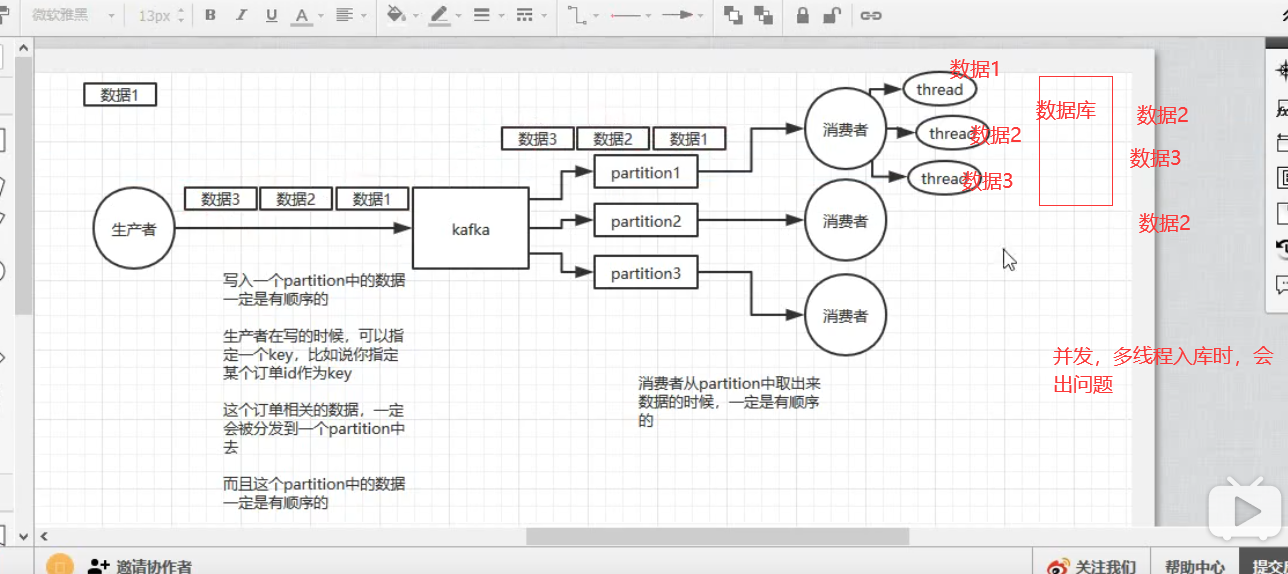 微软雅黑
13px
B
I
U
A
数据1
数据1
thread
数据库
数据2
数据3
数据2
数据1
消费者
thread
数据2
partition1
数据3
thread
数据3
数据3
数据2
数据1
生产者
kafka
partition2
消费者
数据2
partition3
写入一个partition中的数据
一定是有顺序的
消费者
生产者在写的时候，可以指
定一个key，比如说你指定
某个订单id作为key
并发，多线程入库时，会
出问题
消费者从partition中取出来
数据的时候，一定是有顺序
的
这个订单相关的数据，一定
会被分发到一个partition中
去
而且这个partition中的数据
一定是有顺序的
邀请协作者
关注我们
帮助中心